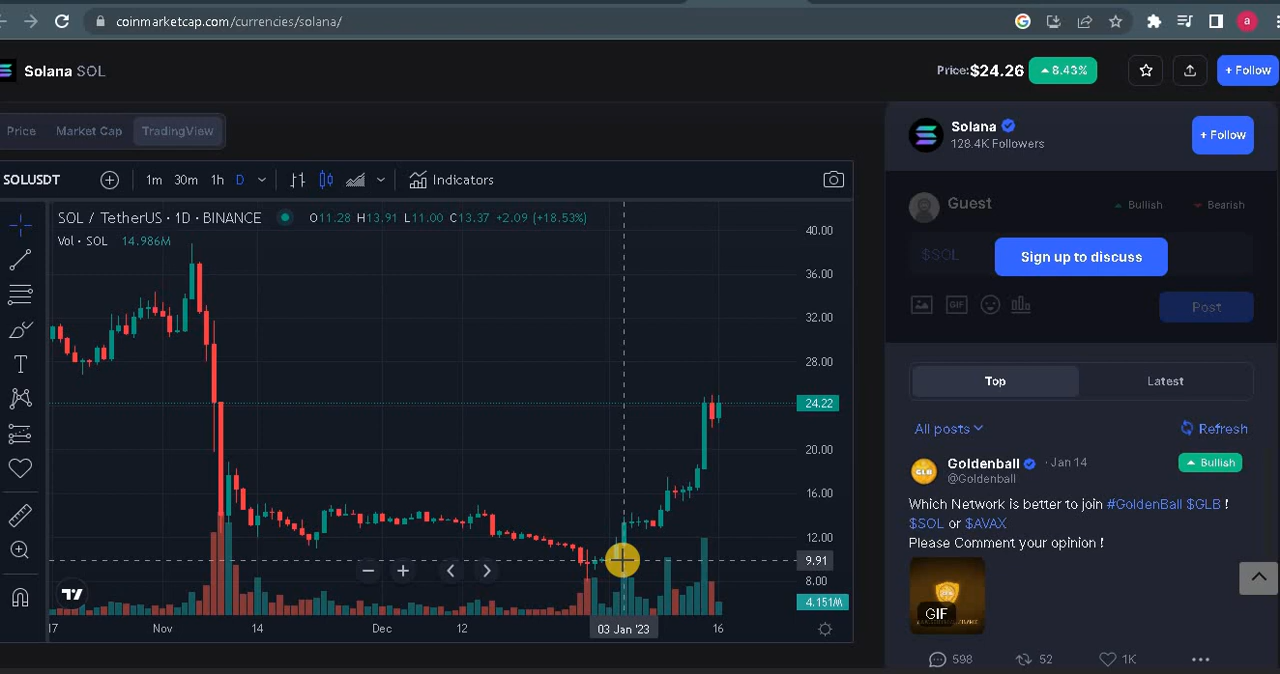 coinmarketcap.com/currencies/solana/
a
Solana SOL
Price:$24.26
8.43%
+ Follow
Price
Market Cap
TradingView
Solana
128.4K Followers
+ Follow
SOLUSDT
1m 30m 1h D
Indicators
SOL / TetherUS · 1D · BINANCE O11.28 H13.91 L11.00 C13.37 +2.09 (+18.53%)
Vol · SOL 14.986M
Guest
Bullish
Bearish
$SOL
Sign up to discuss
GIF
Post
40.00
36.00
32.00
28.00
24.22
20.00
16.00
12.00
9.91
8.00
4.151M
17 Nov 14 Dec 12 03 Jan '23 16
Top
Latest
All posts
Refresh
Goldenball · Jan 14
@Goldenball
Bullish
Which Network is better to join #GoldenBall $GLB !
$SOL or $AVAX
Please Comment your opinion !
GIF
598
52
1K